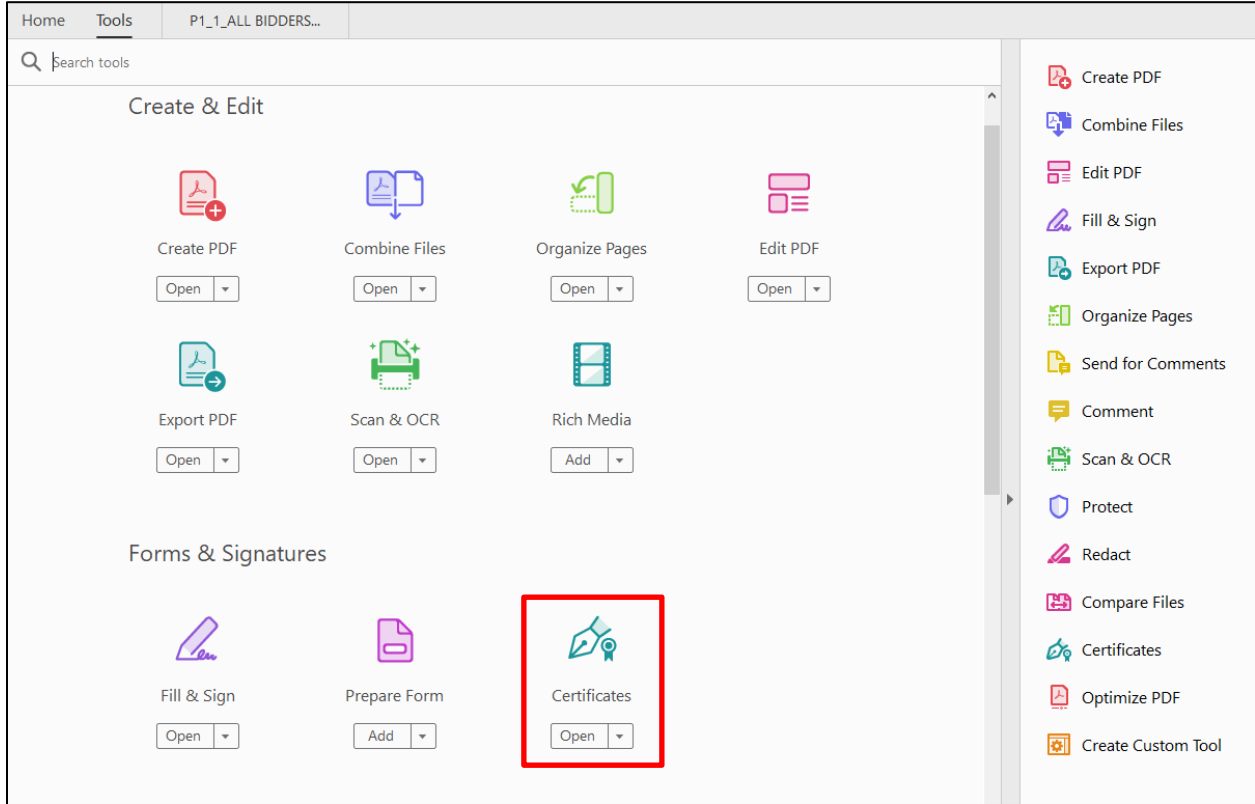 Home Tools P1_1_ALL BIDDERS...
Search tools
Create & Edit
Create PDF Combine Files Organize Pages Edit PDF
Open Open Open Open
Export PDF Scan & OCR Rich Media
Open Open Add
Forms & Signatures
Fill & Sign Prepare Form Certificates
Open Add Open
Create PDF
Combine Files
Edit PDF
Fill & Sign
Export PDF
Organize Pages
Send for Comments
Comment
Scan & OCR
Protect
Redact
Compare Files
Certificates
Optimize PDF
Create Custom Tool